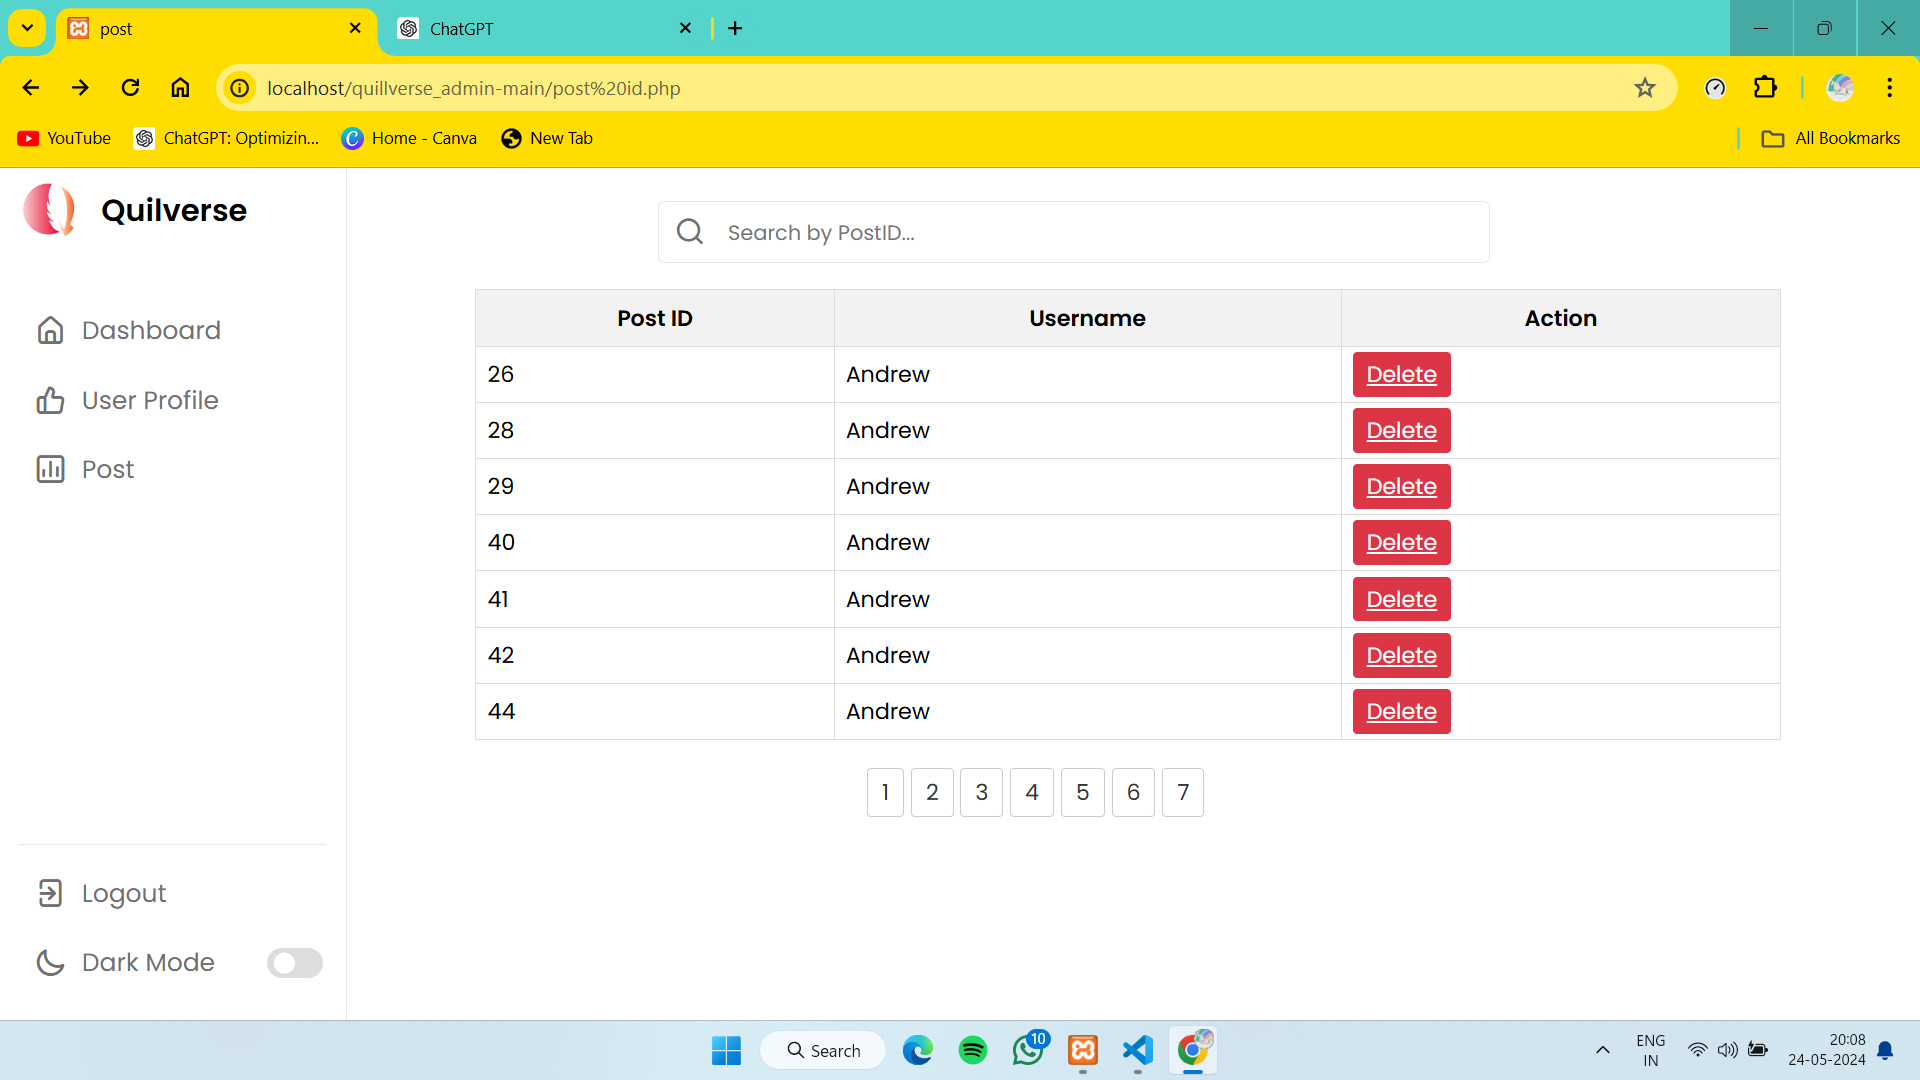 post
ChatGPT
localhost/quillverse_admin-main/post%20id.php
YouTube
ChatGPT: Optimizin...
Home - Canva
New Tab
All Bookmarks
Quilverse
Dashboard
User Profile
Post
Logout
Dark Mode
Search by PostID...
Post ID Username Action
26 Andrew Delete
28 Andrew Delete
29 Andrew Delete
40 Andrew Delete
41 Andrew Delete
42 Andrew Delete
44 Andrew Delete
1 2 3 4 5 6 7
Search
10
ENG
IN
20:08
24-05-2024